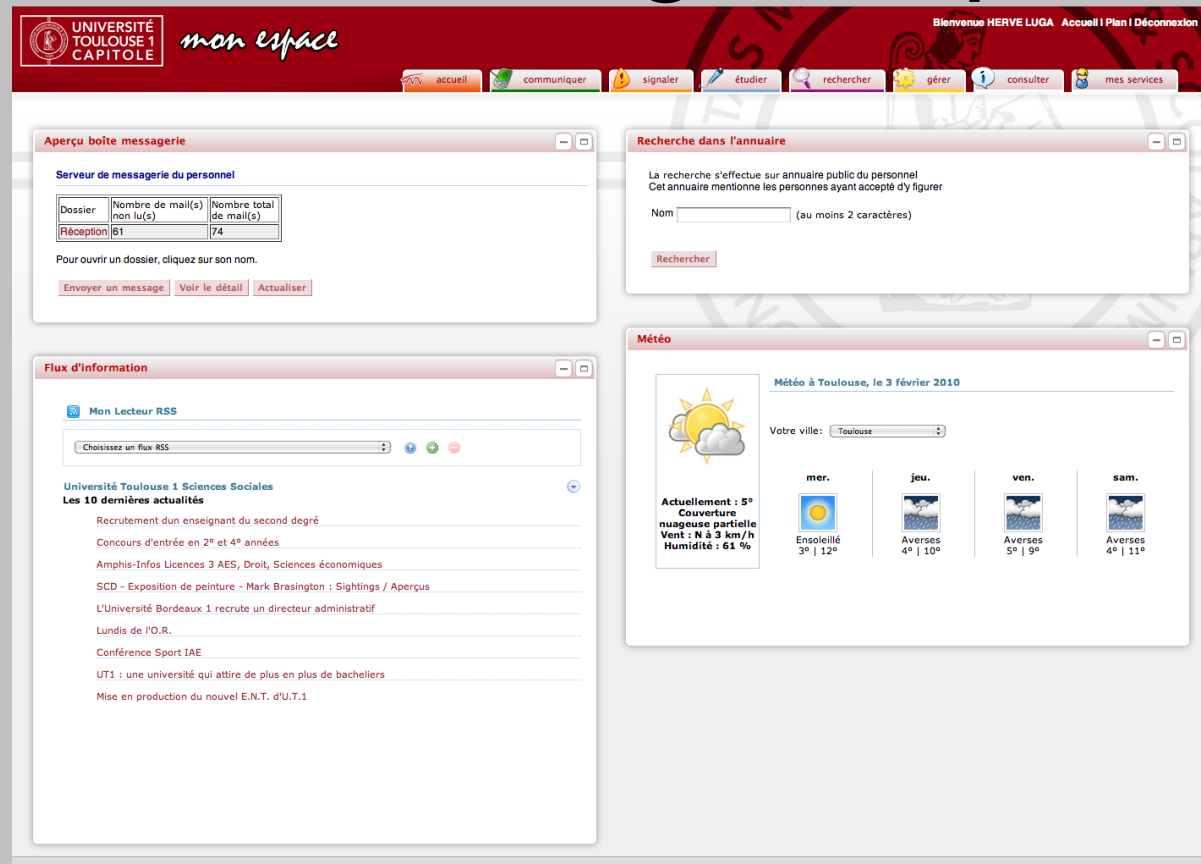 UNIVERSITÉ
TOULOUSE 1
CAPITOLE
mon espace
Bienvenue HERVE LUGA Accueil I Plan I Déconnexion
accueil
communiquer
signaler
étudier
rechercher
gérer
consulter
mes services
Aperçu boîte messagerie
Serveur de messagerie du personnel
Dossier
Nombre de mail(s)
non lu(s)
Nombre total
de mail(s)
Réception 61 74
Pour ouvrir un dossier, cliquez sur son nom.
Envoyer un message Voir le détail Actualiser
Recherche dans l'annuaire
La recherche s'effectue sur annuaire public du personnel
Cet annuaire mentionne les personnes ayant accepté d'y figurer
Nom (au moins 2 caractères)
Rechercher
Flux d'information
Mon Lecteur RSS
Choisissez un flux RSS
Université Toulouse 1 Sciences Sociales
Les 10 dernières actualités
Recrutement dun enseignant du second degré
Concours d'entrée en 2º et 4º années
Amphis-Infos Licences 3 AES, Droit, Sciences économiques
SCD - Exposition de peinture - Mark Brasington : Sightings / Aperçus
L'Université Bordeaux 1 recrute un directeur administratif
Lundis de l'O.R.
Conférence Sport IAE
UT1 : une université qui attire de plus en plus de bacheliers
Mise en production du nouvel E.N.T. d'U.T.1
Météo
Météo à Toulouse, le 3 février 2010
Votre ville: Toulouse
Actuellement : 5º
Couverture
nuageuse partielle
Vent : N à 3 km/h
Humidité : 61 %
mer.
Ensoleillé
3º | 12º
jeu.
Averses
4º | 10º
ven.
Averses
5º | 9º
sam.
Averses
4º | 11º